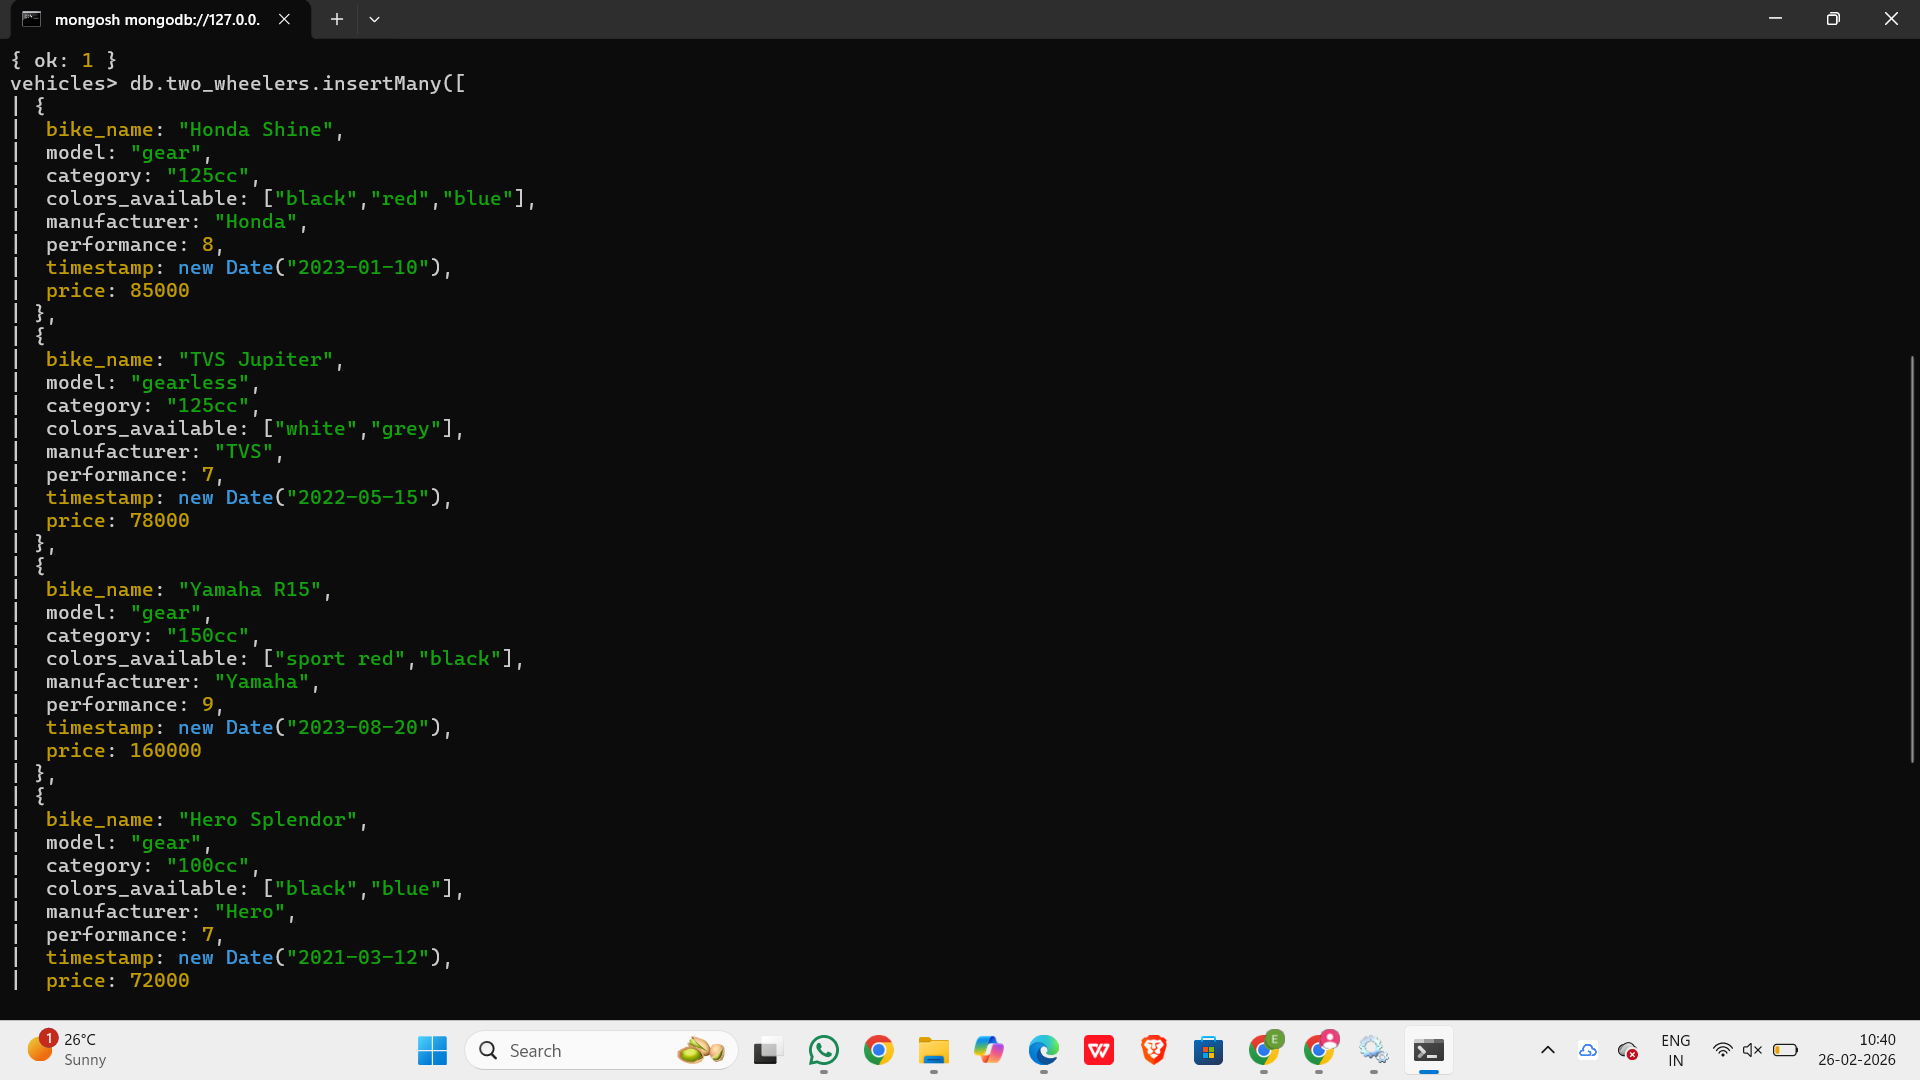 mongosh mongodb://127.0.0.
{ ok: 1 }
vehicles> db.two_wheelers.insertMany([
| {
|  bike_name: "Honda Shine",
|  model: "gear",
|  category: "125cc",
|  colors_available: ["black","red","blue"],
|  manufacturer: "Honda",
|  performance: 8,
|  timestamp: new Date("2023-01-10"),
|  price: 85000
| },
| {
|  bike_name: "TVS Jupiter",
|  model: "gearless",
|  category: "125cc",
|  colors_available: ["white","grey"],
|  manufacturer: "TVS",
|  performance: 7,
|  timestamp: new Date("2022-05-15"),
|  price: 78000
| },
| {
|  bike_name: "Yamaha R15",
|  model: "gear",
|  category: "150cc",
|  colors_available: ["sport red","black"],
|  manufacturer: "Yamaha",
|  performance: 9,
|  timestamp: new Date("2023-08-20"),
|  price: 160000
| },
| {
|  bike_name: "Hero Splendor",
|  model: "gear",
|  category: "100cc",
|  colors_available: ["black","blue"],
|  manufacturer: "Hero",
|  performance: 7,
|  timestamp: new Date("2021-03-12"),
|  price: 72000
1
26°C
Sunny
Search
W
E
ENG
IN
10:40
26-02-2026